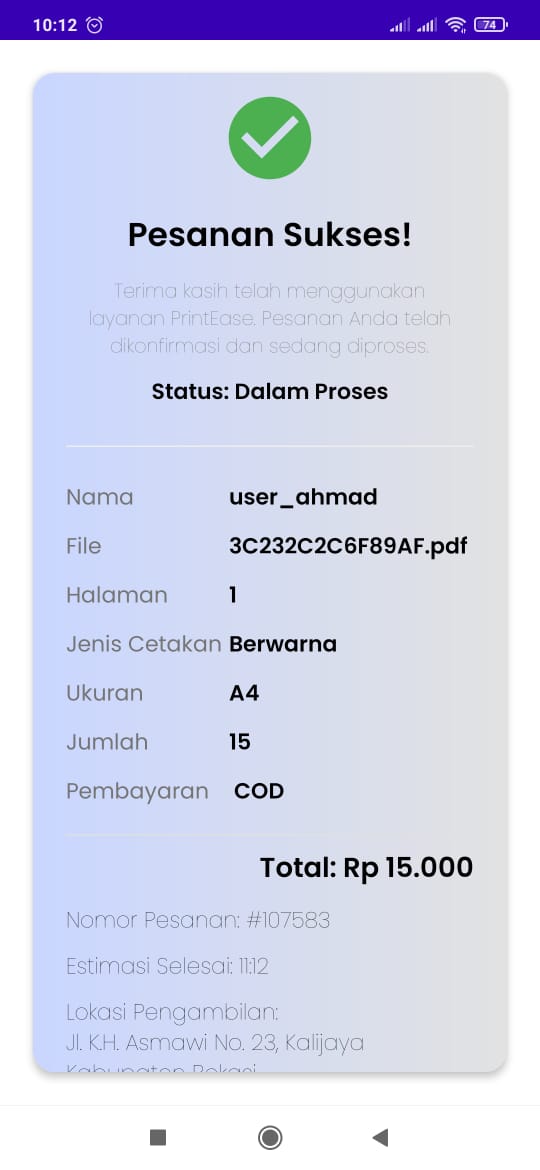 10:12
74
Pesanan Sukses!
Terima kasih telah menggunakan
layanan PrintEase. Pesanan Anda telah
dikonfirmasi dan sedang diproses.
Status: Dalam Proses
Nama user_ahmad
File 3C232C2C6F89AF.pdf
Halaman 1
Jenis Cetakan Berwarna
Ukuran A4
Jumlah 15
Pembayaran COD
Total: Rp 15.000
Nomor Pesanan: #107583
Estimasi Selesai: 11:12
Lokasi Pengambilan:
Jl. K.H. Asmawi No. 23, Kalijaya
Kabupaten Bekasi